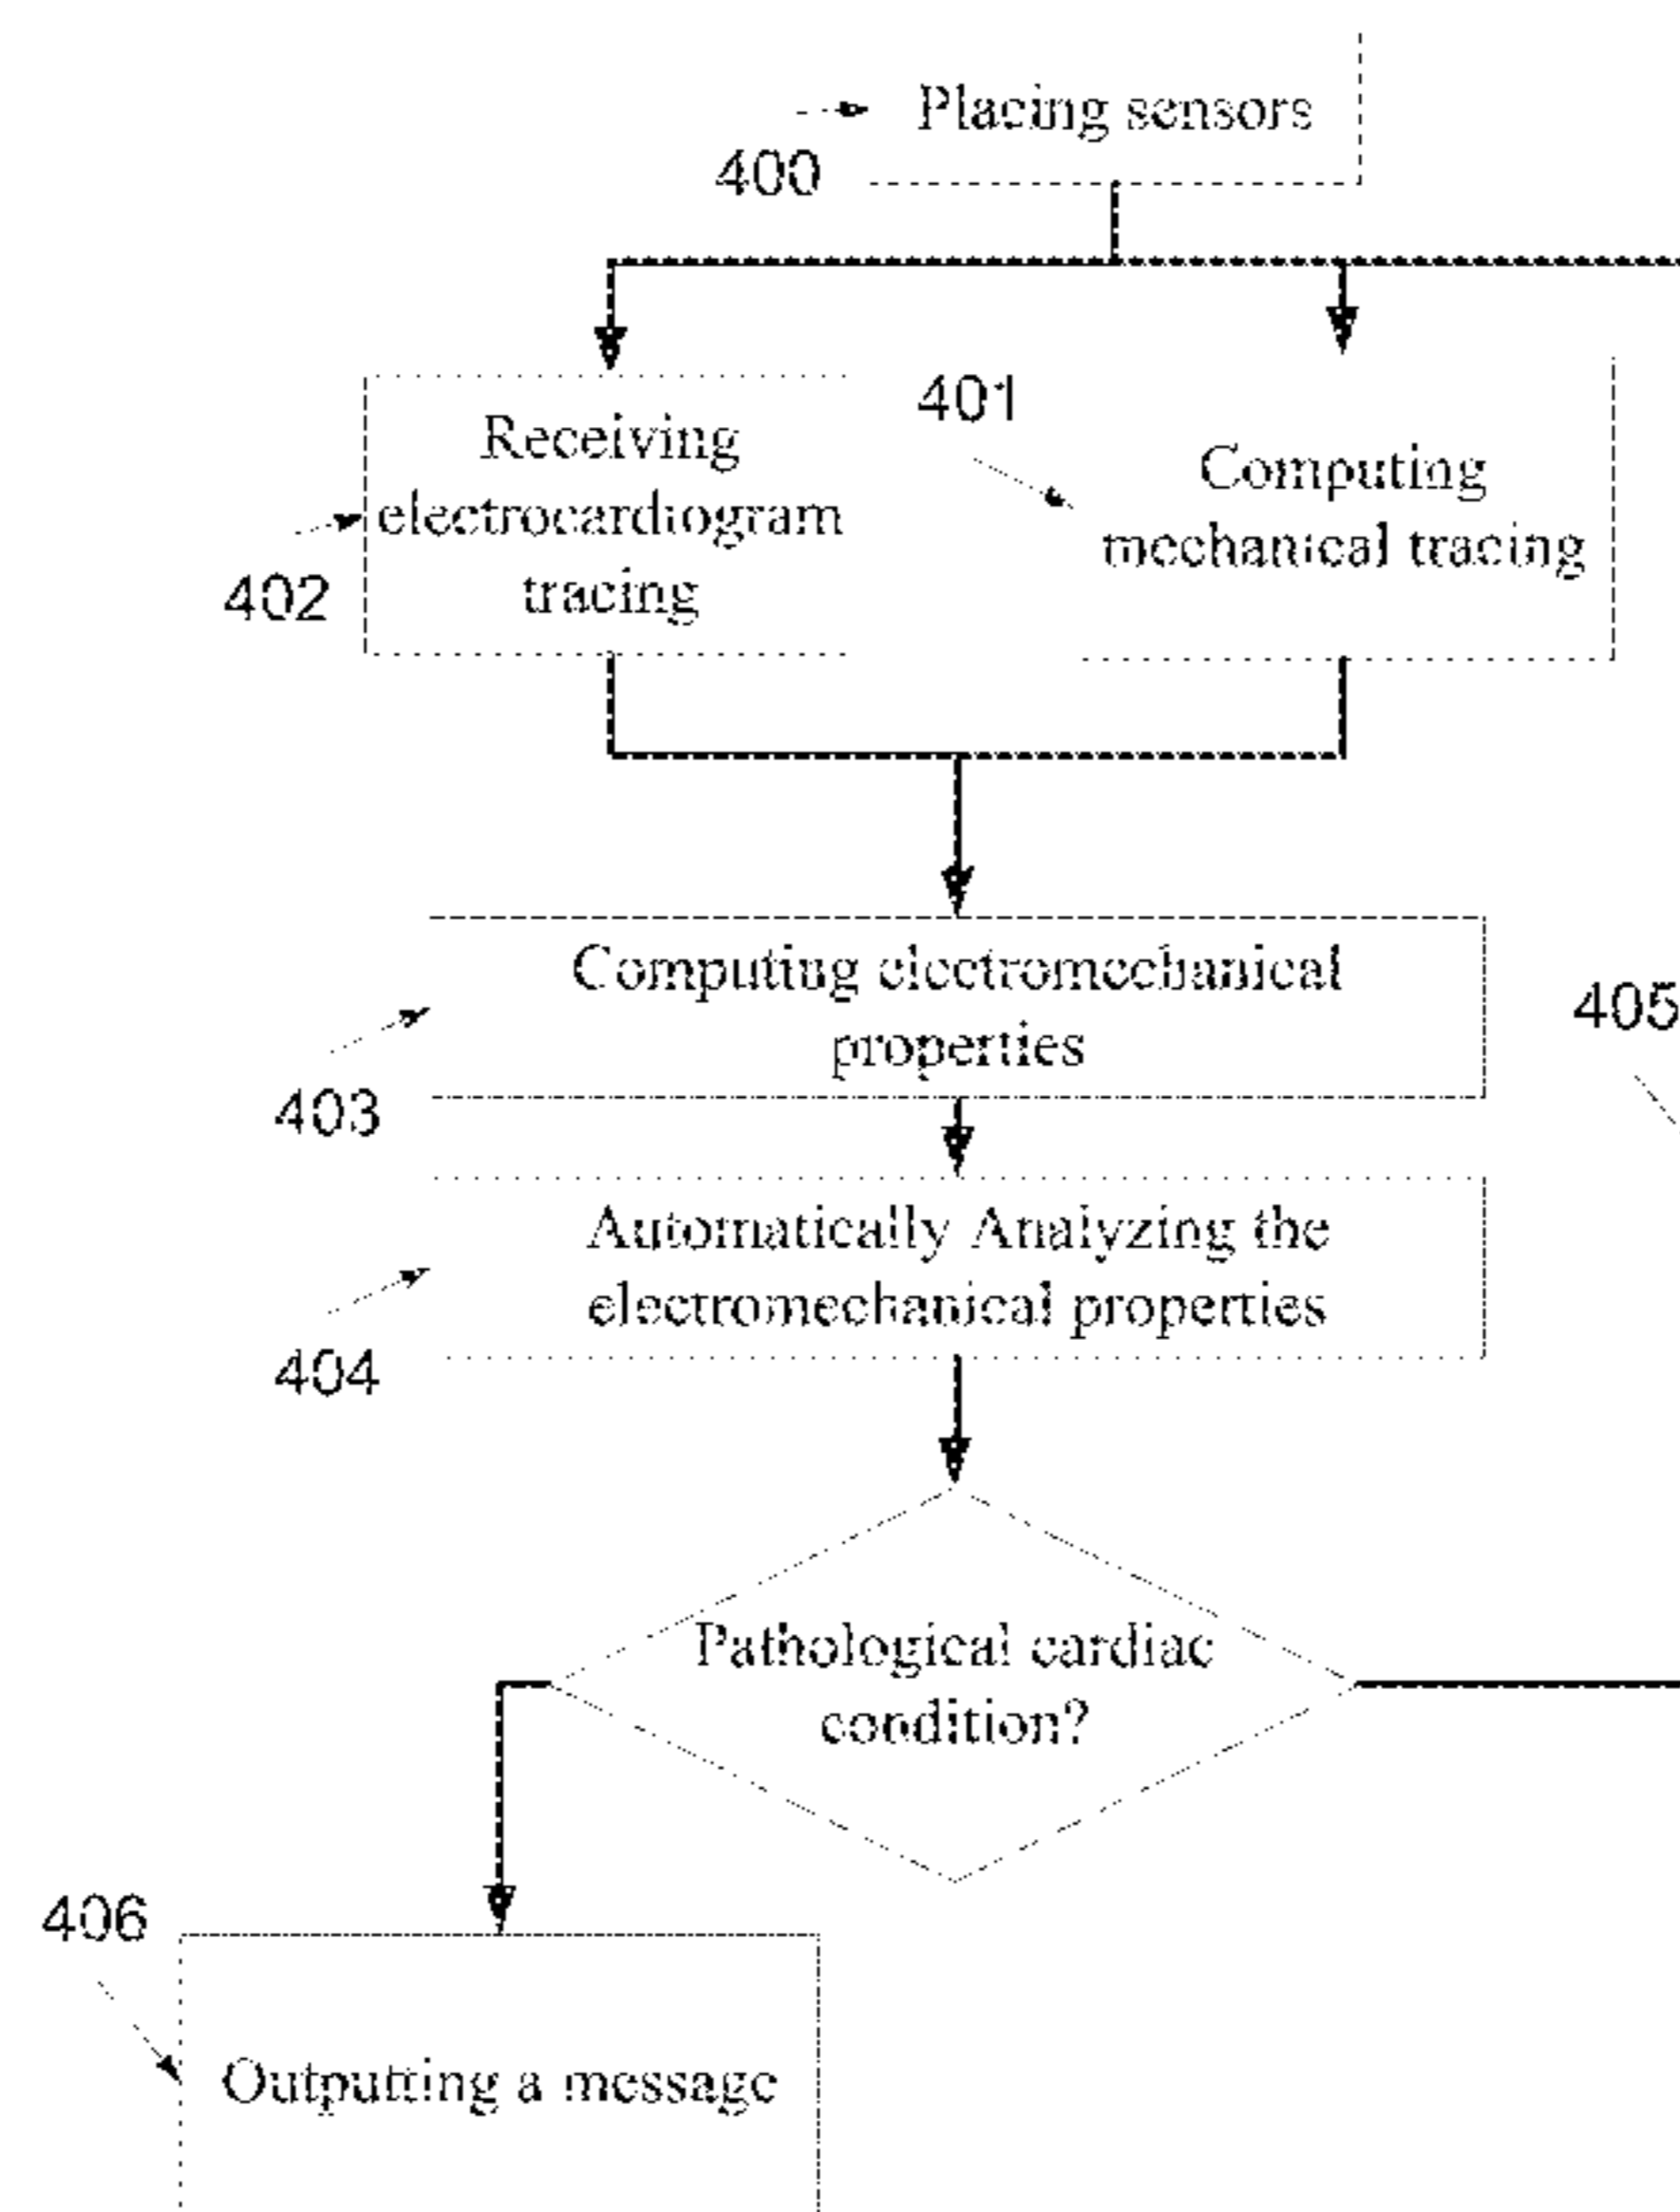 Placing sensors
400
401
Receiving
electrocardiogram
tracing
Computing
mechanical tracing
402
Computing electromechanical
properties
403
405
Automatically Analyzing the
electromechanical properties
404
Pathological cardiac
condition?
406
Outputting a message